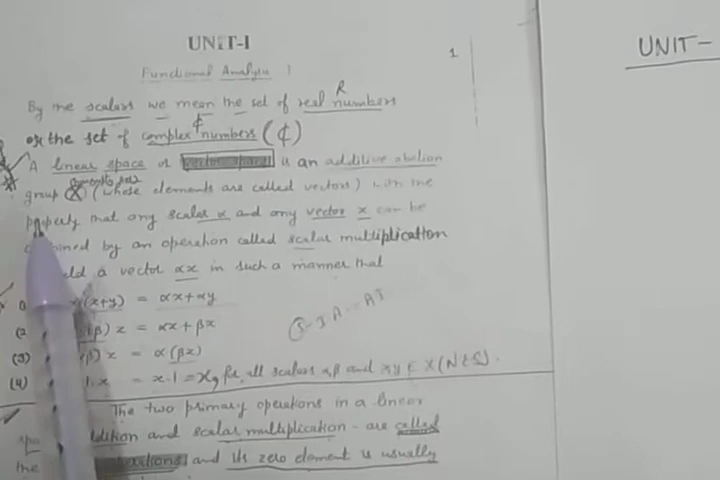 UNIT-I
UNIT-
1
Functional Analysis
By the scalars we mean the set of real numbers R
or the set of complex numbers (¢) ¢
A linear space or vector space is an additive abelian
group X (whose elements are called vectors) with the
property that any scalar α and any vector x can be
by an operation called scalar multiplication
a vector αx in such a manner that
(x+y) = αx+αy
(2 β) x = αx + βx
(3) β) x = α(βx)
(4) 1.x = x.1 = x, for all scalars α,β and x,y ∈ X
The two primary operations in a linear
addition and scalar multiplication - are called
the and its zero element is usually